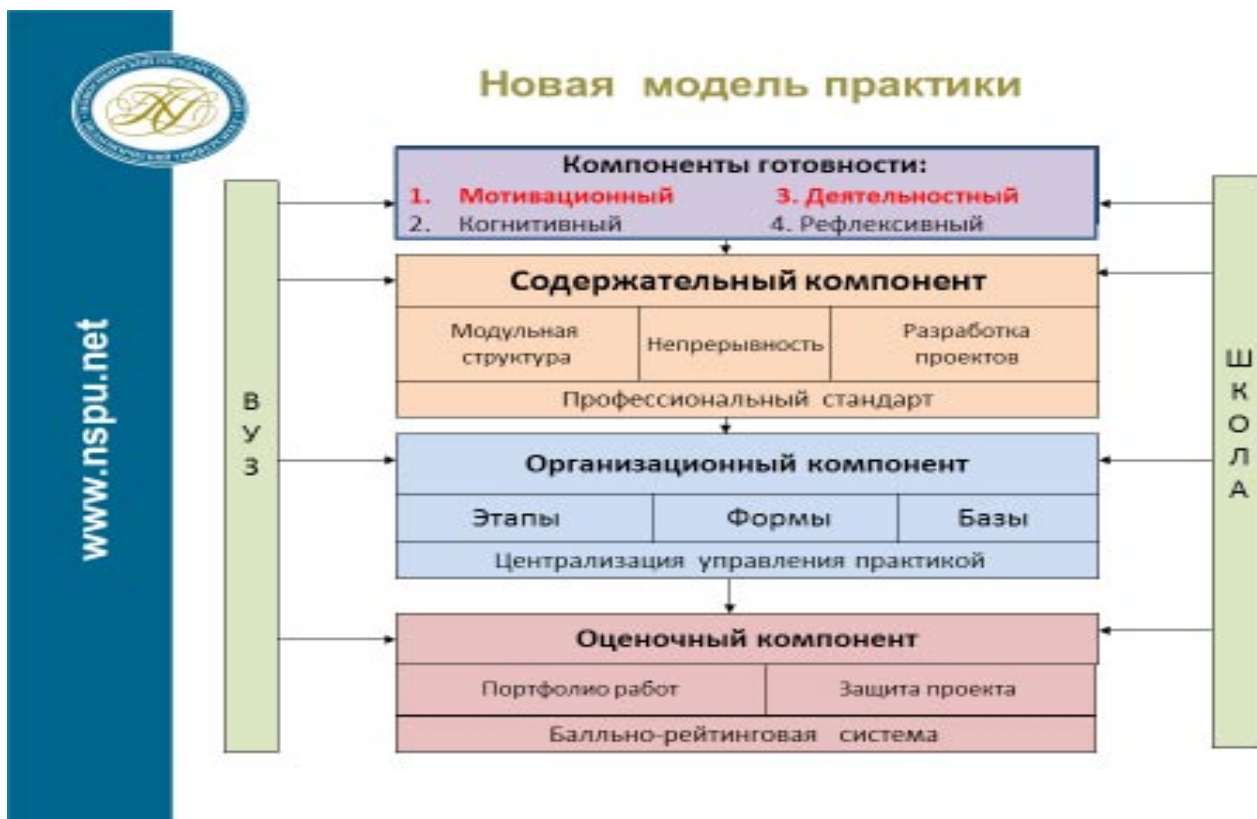 Новая модель практики
Компоненты готовности:
1. Мотивационный 3. Деятельностный
2. Когнитивный 4. Рефлексивный
Содержательный компонент
Модульная
структура
Непрерывность
Разработка
проектов
Профессиональный стандарт
Организационный компонент
Этапы Формы Базы
Централизация управления практикой
Оценочный компонент
Портфолио работ Защита проекта
Балльно-рейтинговая система
ВУЗ
ШКОЛА
www.nspu.net